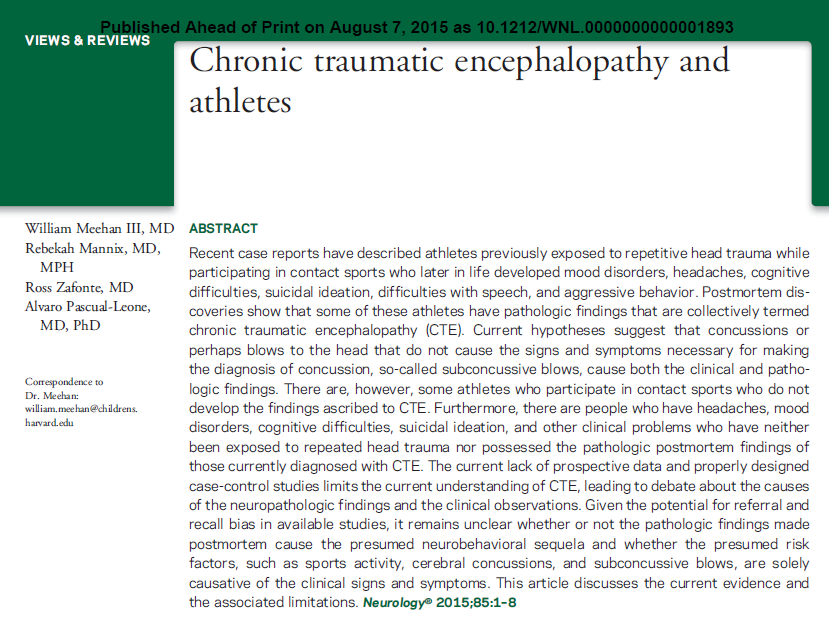 Published Ahead of Print on August 7, 2015 as 10.1212/WNL.0000000000001893
VIEWS & REVIEWS
Chronic traumatic encephalopathy and
athletes
William Meehan III, MD
Rebekah Mannix, MD,
MPH
Ross Zafonte, MD
Alvaro Pascual-Leone,
MD, PhD
Correspondence to
Dr. Meehan:
william.meehan@childrens.
harvard.edu
ABSTRACT
Recent case reports have described athletes previously exposed to repetitive head trauma while
participating in contact sports who later in life developed mood disorders, headaches, cognitive
difficulties, suicidal ideation, difficulties with speech, and aggressive behavior. Postmortem dis-
coveries show that some of these athletes have pathologic findings that are collectively termed
chronic traumatic encephalopathy (CTE). Current hypotheses suggest that concussions or
perhaps blows to the head that do not cause the signs and symptoms necessary for making
the diagnosis of concussion, so-called subconcussive blows, cause both the clinical and patho-
logic findings. There are, however, some athletes who participate in contact sports who do not
develop the findings ascribed to CTE. Furthermore, there are people who have headaches, mood
disorders, cognitive difficulties, suicidal ideation, and other clinical problems who have neither
been exposed to repeated head trauma nor possessed the pathologic postmortem findings of
those currently diagnosed with CTE. The current lack of prospective data and properly designed
case-control studies limits the current understanding of CTE, leading to debate about the causes
of the neuropathologic findings and the clinical observations. Given the potential for referral and
recall bias in available studies, it remains unclear whether or not the pathologic findings made
postmortem cause the presumed neurobehavioral sequela and whether the presumed risk
factors, such as sports activity, cerebral concussions, and subconcussive blows, are solely
causative of the clinical signs and symptoms. This article discusses the current evidence and
the associated limitations. Neurology® 2015;85:1–8